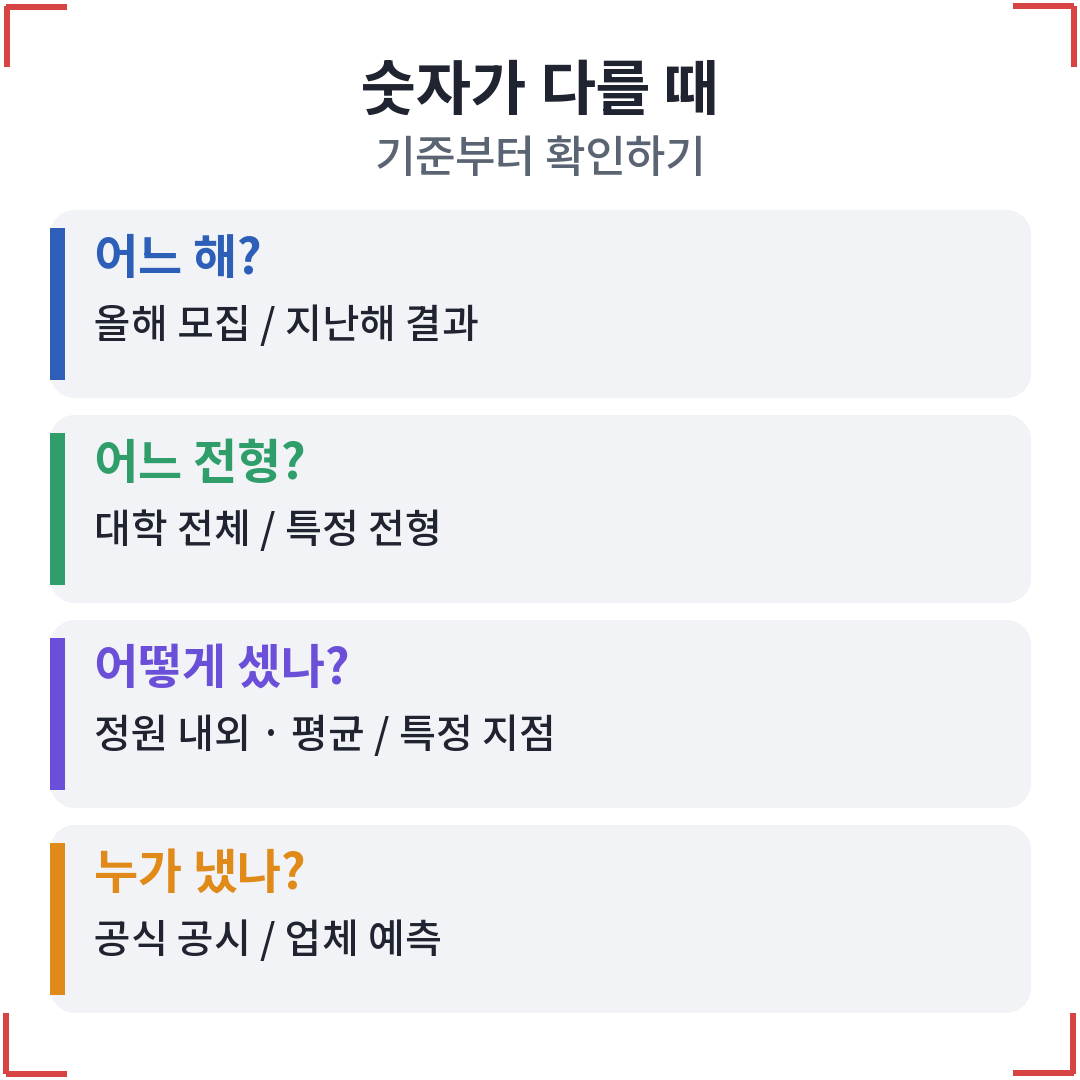 숫자가 다를 때
기준부터 확인하기
어느 해?
올해 모집 / 지난해 결과
어느 전형?
대학 전체 / 특정 전형
어떻게 셌나?
정원 내외 · 평균 / 특정 지점
누가 냈나?
공식 공시 / 업체 예측